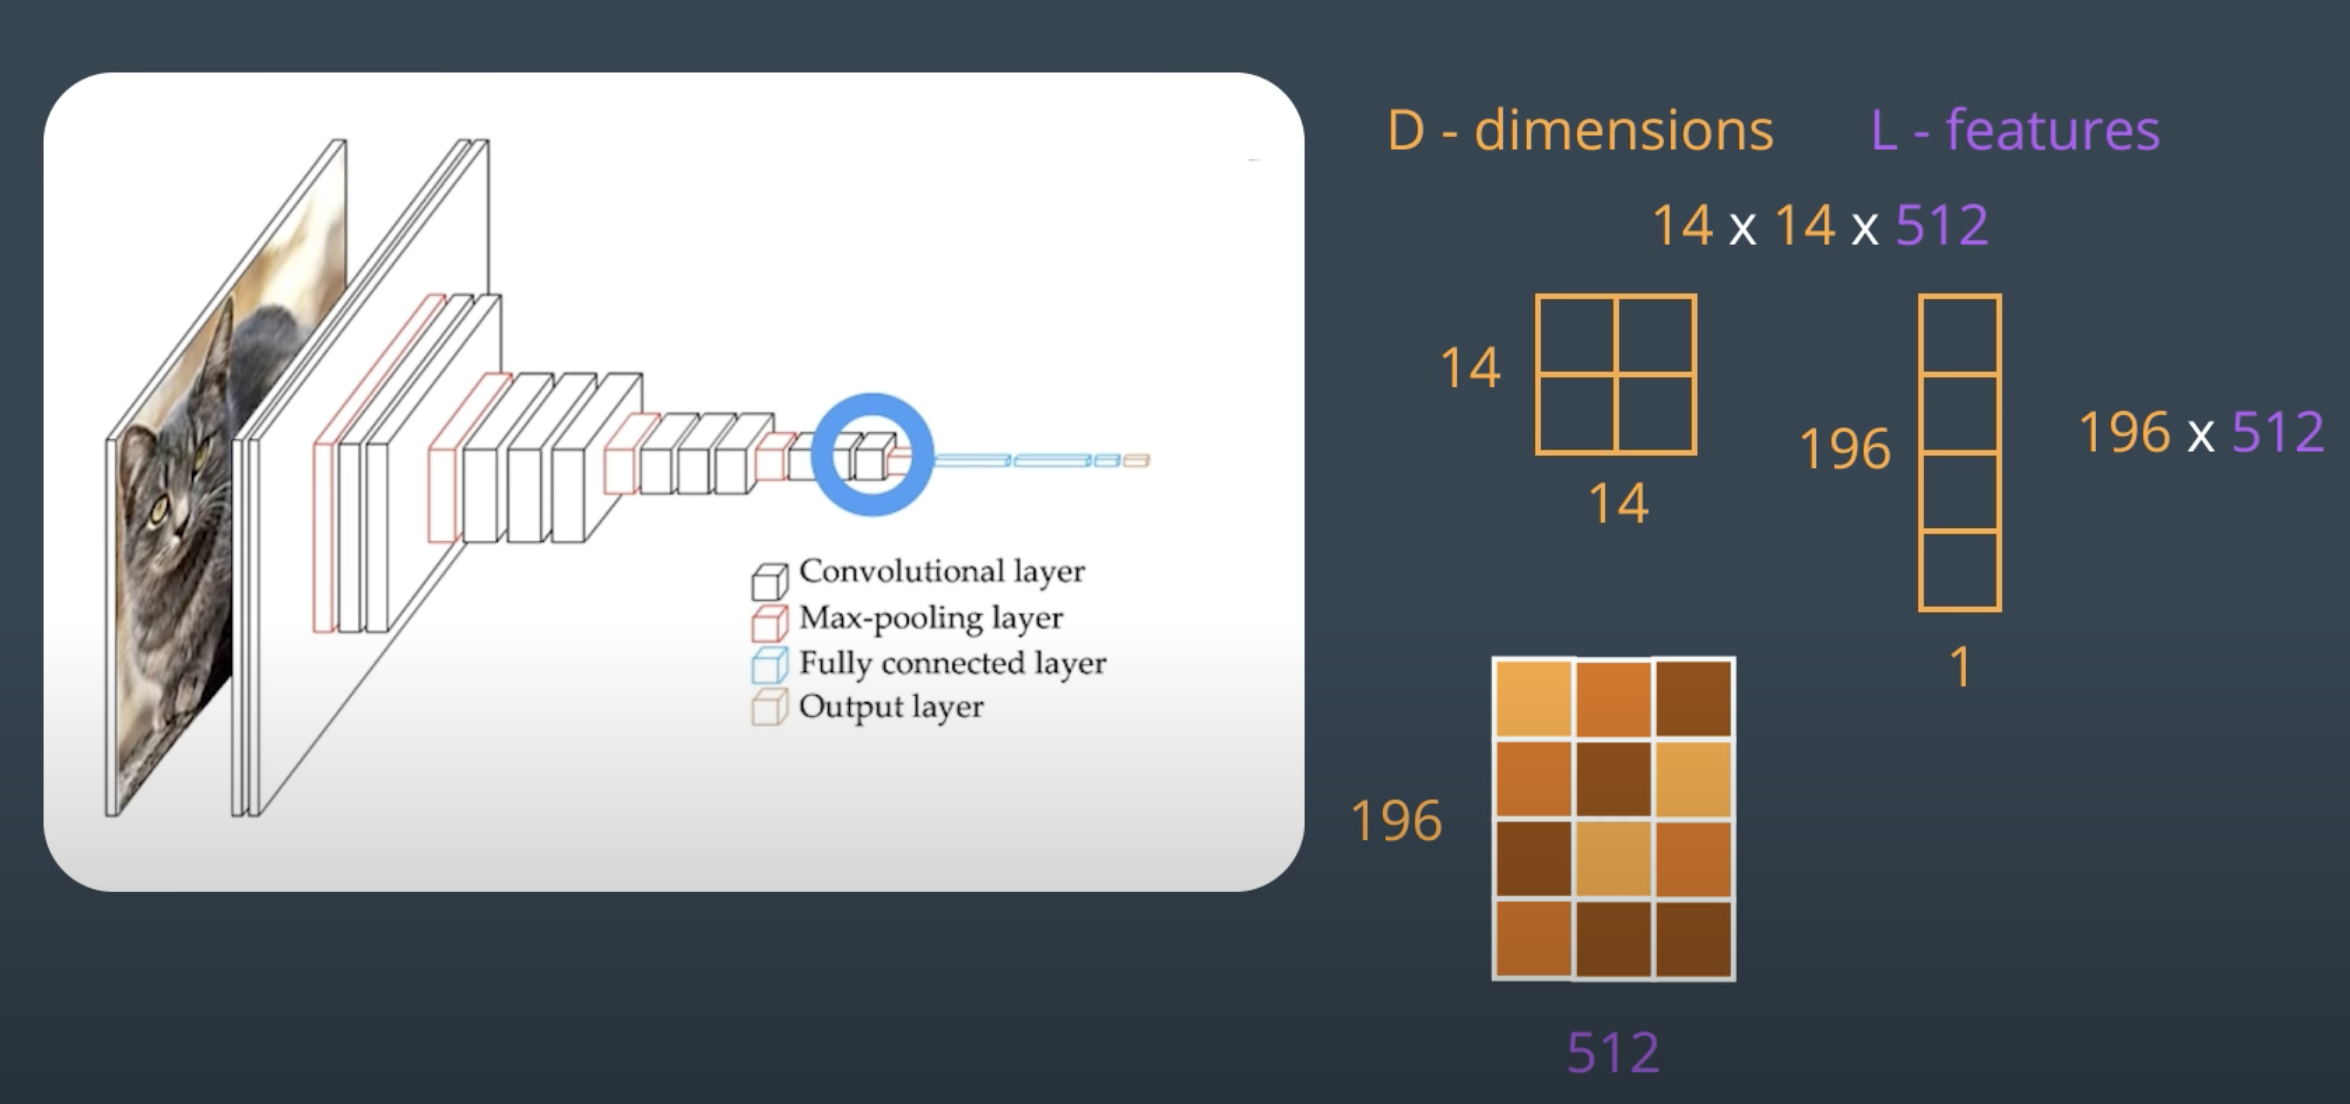 Convolutional layer
Max-pooling layer
Fully connected layer
Output layer
D - dimensions
L - features
14 x 14 x 512
14
14
196
1
196 x 512
196
512